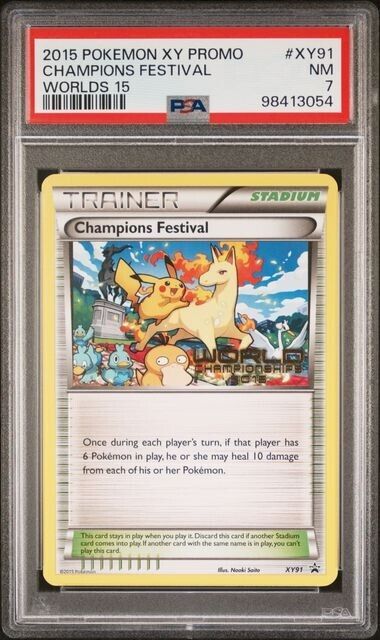 2015 POKEMON XY PROMO #XY91
CHAMPIONS FESTIVAL NM
WORLDS 15 7
PSA 98413054
TRAINER STADIUM
Champions Festival
WORLD
CHAMPIONSHIPS
2015
Once during each player's turn, if that player has
6 Pokémon in play, he or she may heal 10 damage
from each of his or her Pokémon.
This card stays in play when you play it. Discard this card if another Stadium
card comes into play. If another card with the same name is in play, you can't
play this card.
©2015 Pokémon Illus. Naoki Saito XY91
PSA